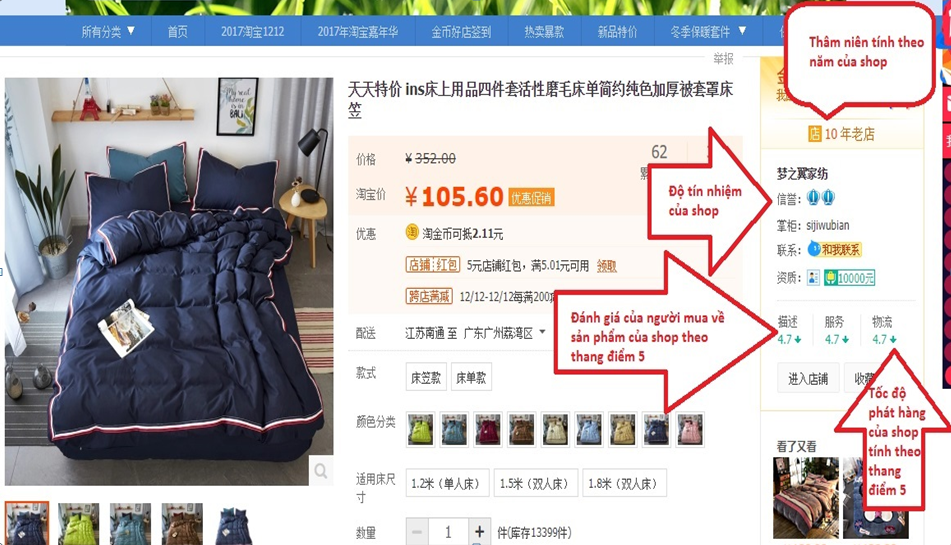 所有分类 ▼ 首页 2017淘宝1212 2017年淘宝嘉年华 金币好店签到 热卖暴款 新品特价 冬季保暖套件 ▼
举报
Thâm niên tính theo
năm của shop
店 10 年老店
天天特价 ins床上用品四件套活性磨毛床单简约纯色加厚被套罩床
笠
my real
home
is in
BALI
价格 ¥ 352.00
62
淘宝价 ¥ 105.60 优惠促销
优惠 淘 淘金币可抵2.11元
店铺红包 5元店铺红包，满5.01元可用 领取
跨店满减 12/12-12/12每满200
配送 江苏南通 至 广东广州荔湾区
Độ tín nhiệm
của shop
梦之翼家纺
信誉：
掌柜： sijiwubian
联系： 和我联系
资质： 10000元
描述 服务 物流
4.7 4.7 4.7
进入店铺 收藏
Đánh giá của người mua về
sản phẩm của shop theo
thang điểm 5
Tốc độ
phát hàng
của shop
tính theo
thang
điểm 5
款式 床笠款 床单款
颜色分类
适用床尺
寸
1.2米（单人床） 1.5米（双人床） 1.8米（双人床）
数量 − 1 + 件(库存13399件)
看了又看